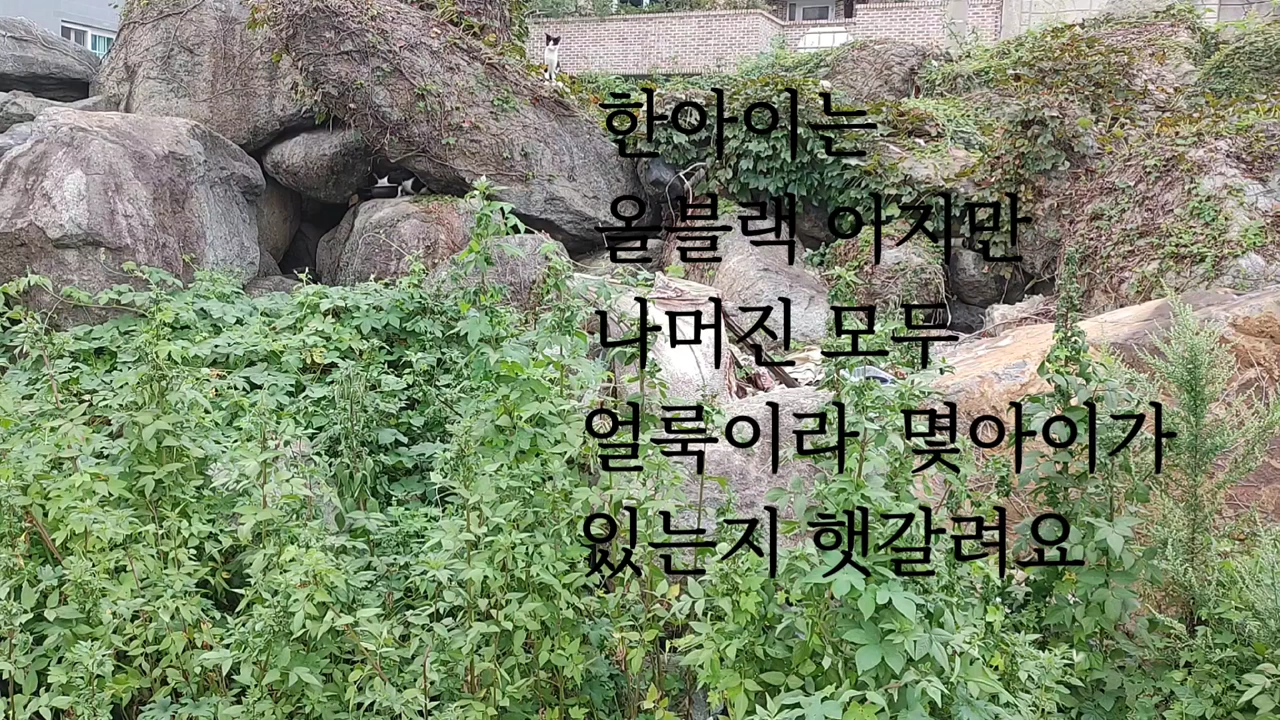 한아이는
올블랙 이지만
나머진 모두
얼룩이라 몇아이가
있는지 햇갈려요